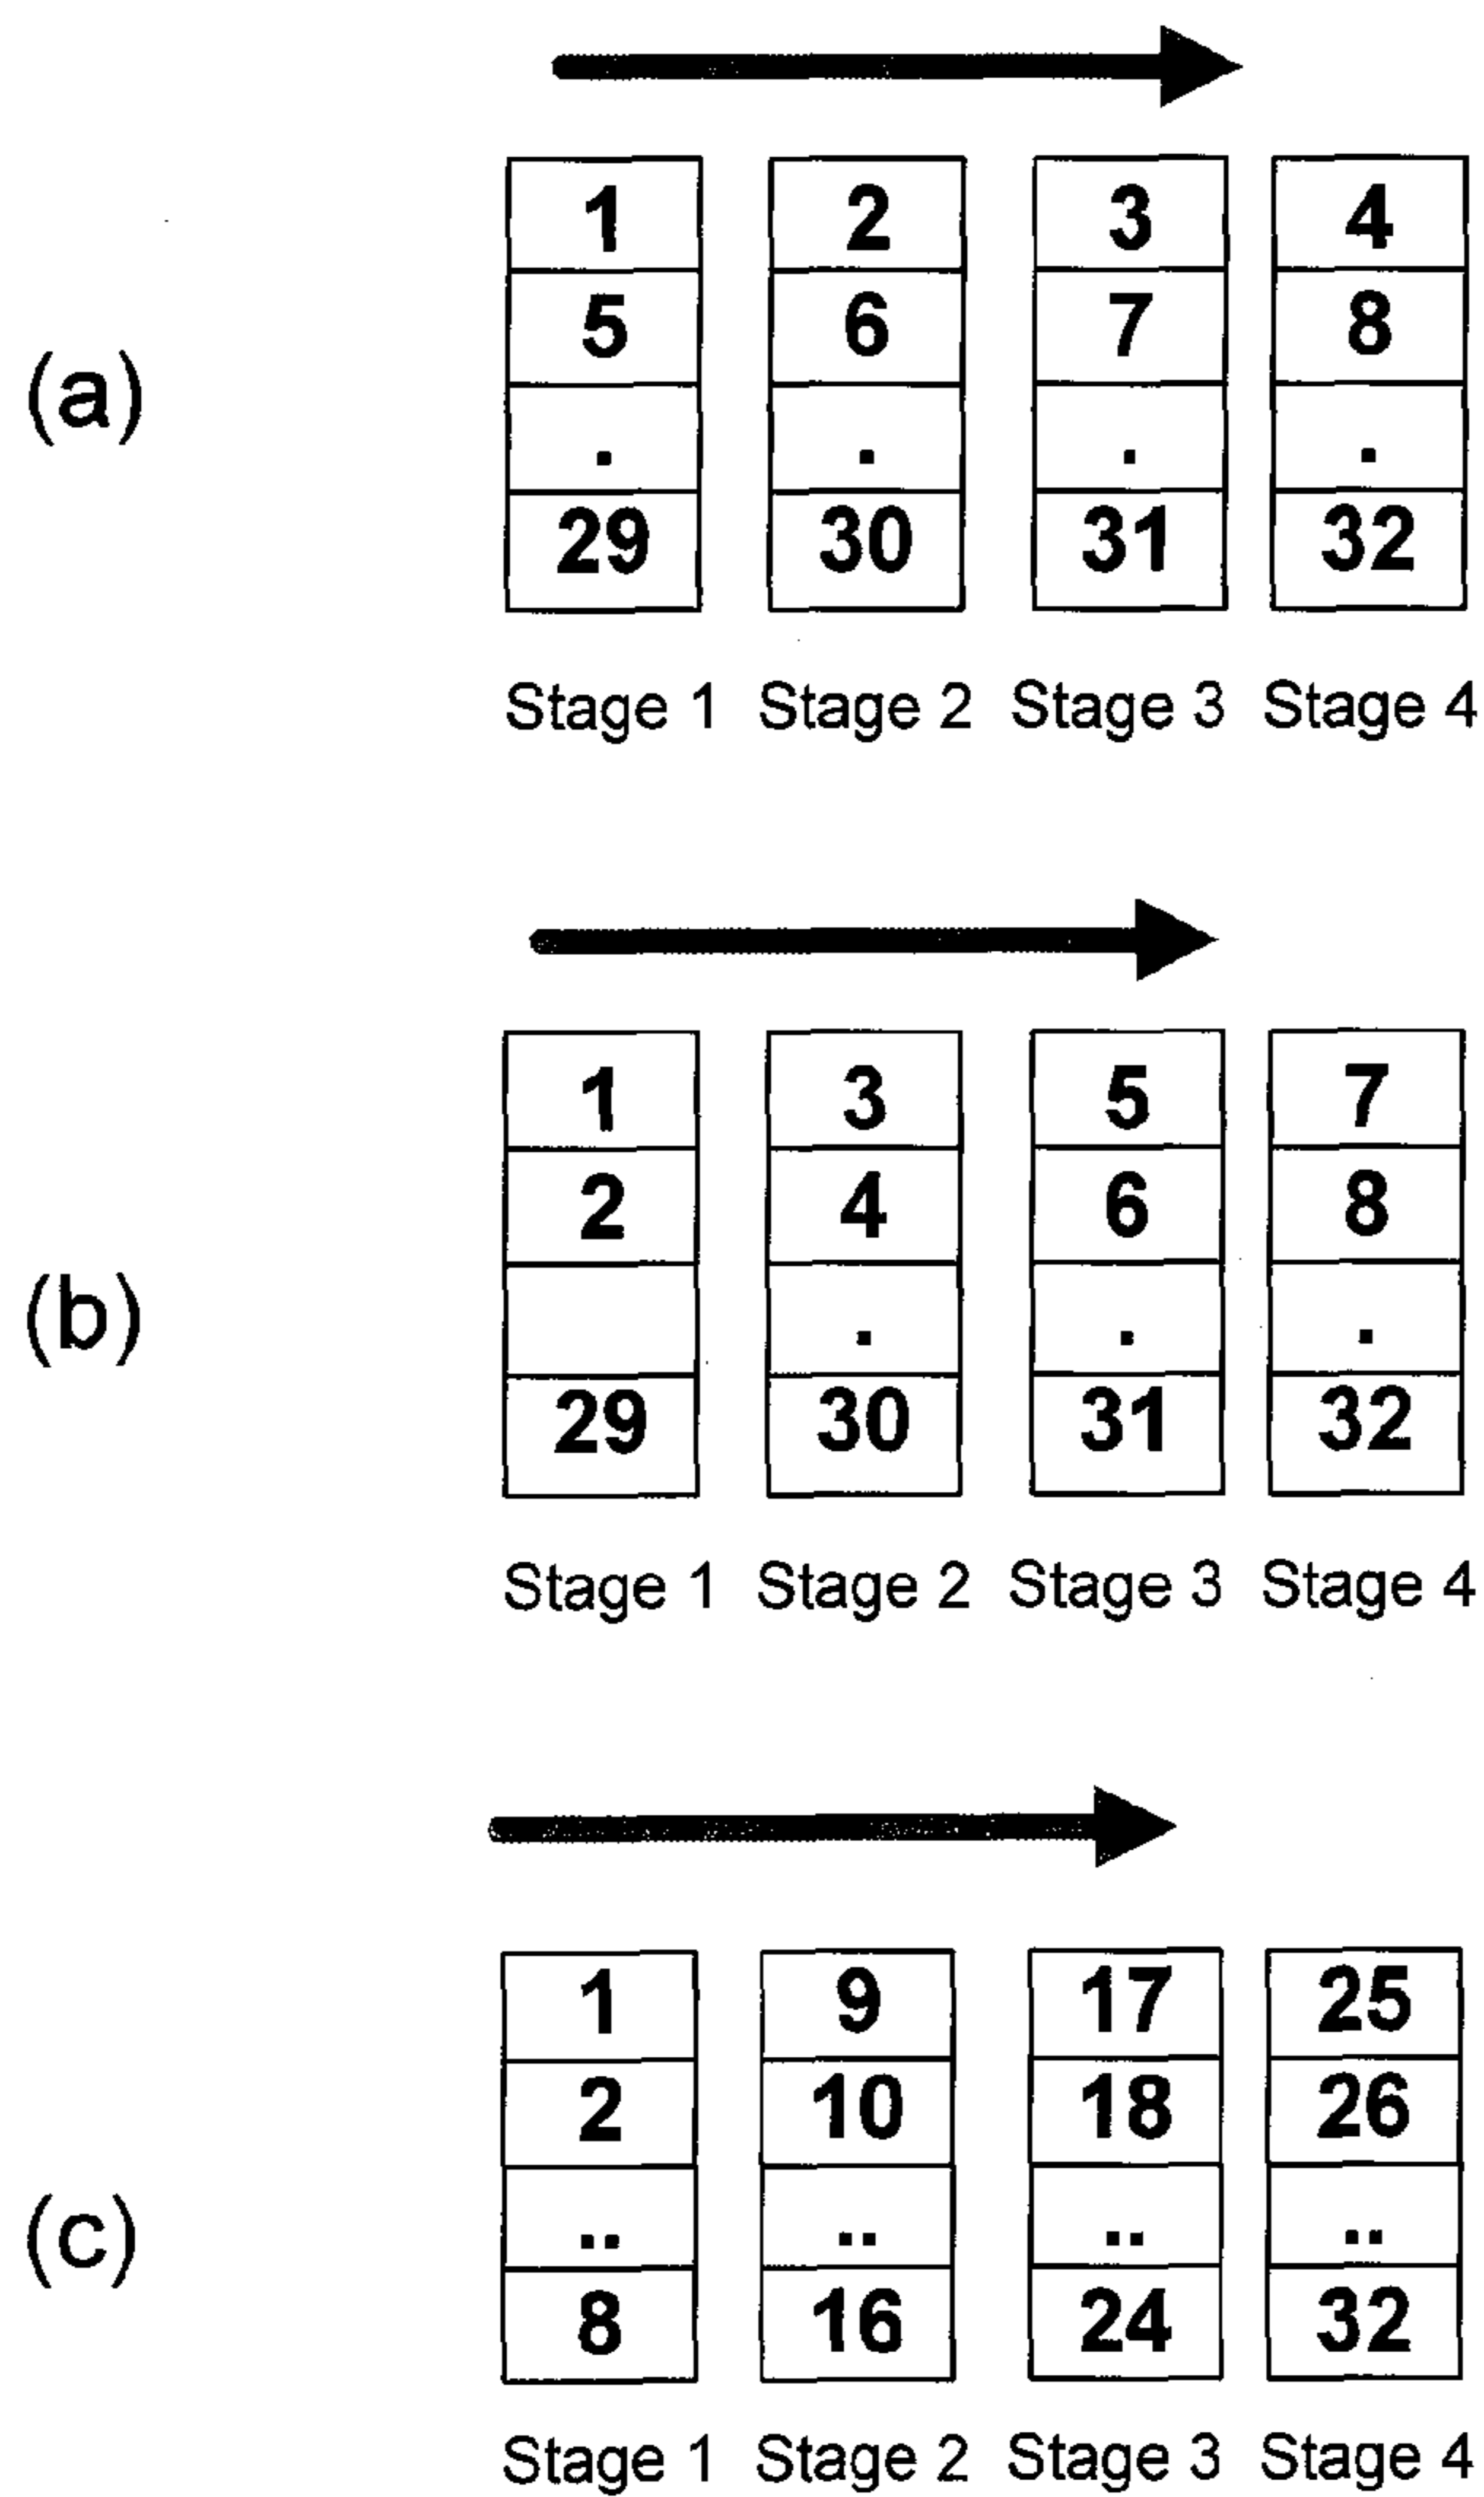 1 2 3 4
5 6 7 8
. . . .
29 30 31 32
(a)
Stage 1 Stage 2 Stage 3 Stage 4
1 3 5 7
2 4 6 8
. . .
29 30 31 32
(b)
Stage 1 Stage 2 Stage 3 Stage 4
1 9 17 25
2 10 18 26
.. .. .. ..
8 16 24 32
(c)
Stage 1 Stage 2 Stage 3 Stage 4